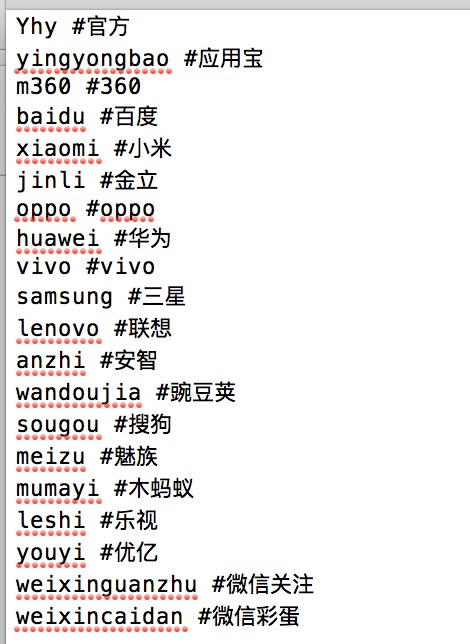 Yhy #官方
yingyongbao #应用宝
m360 #360
baidu #百度
xiaomi #小米
jinli #金立
oppo #oppo
huawei #华为
vivo #vivo
samsung #三星
lenovo #联想
anzhi #安智
wandoujia #豌豆荚
sougou #搜狗
meizu #魅族
mumayi #木蚂蚁
leshi #乐视
youyi #优亿
weixinguanzhu #微信关注
weixincaidan #微信彩蛋